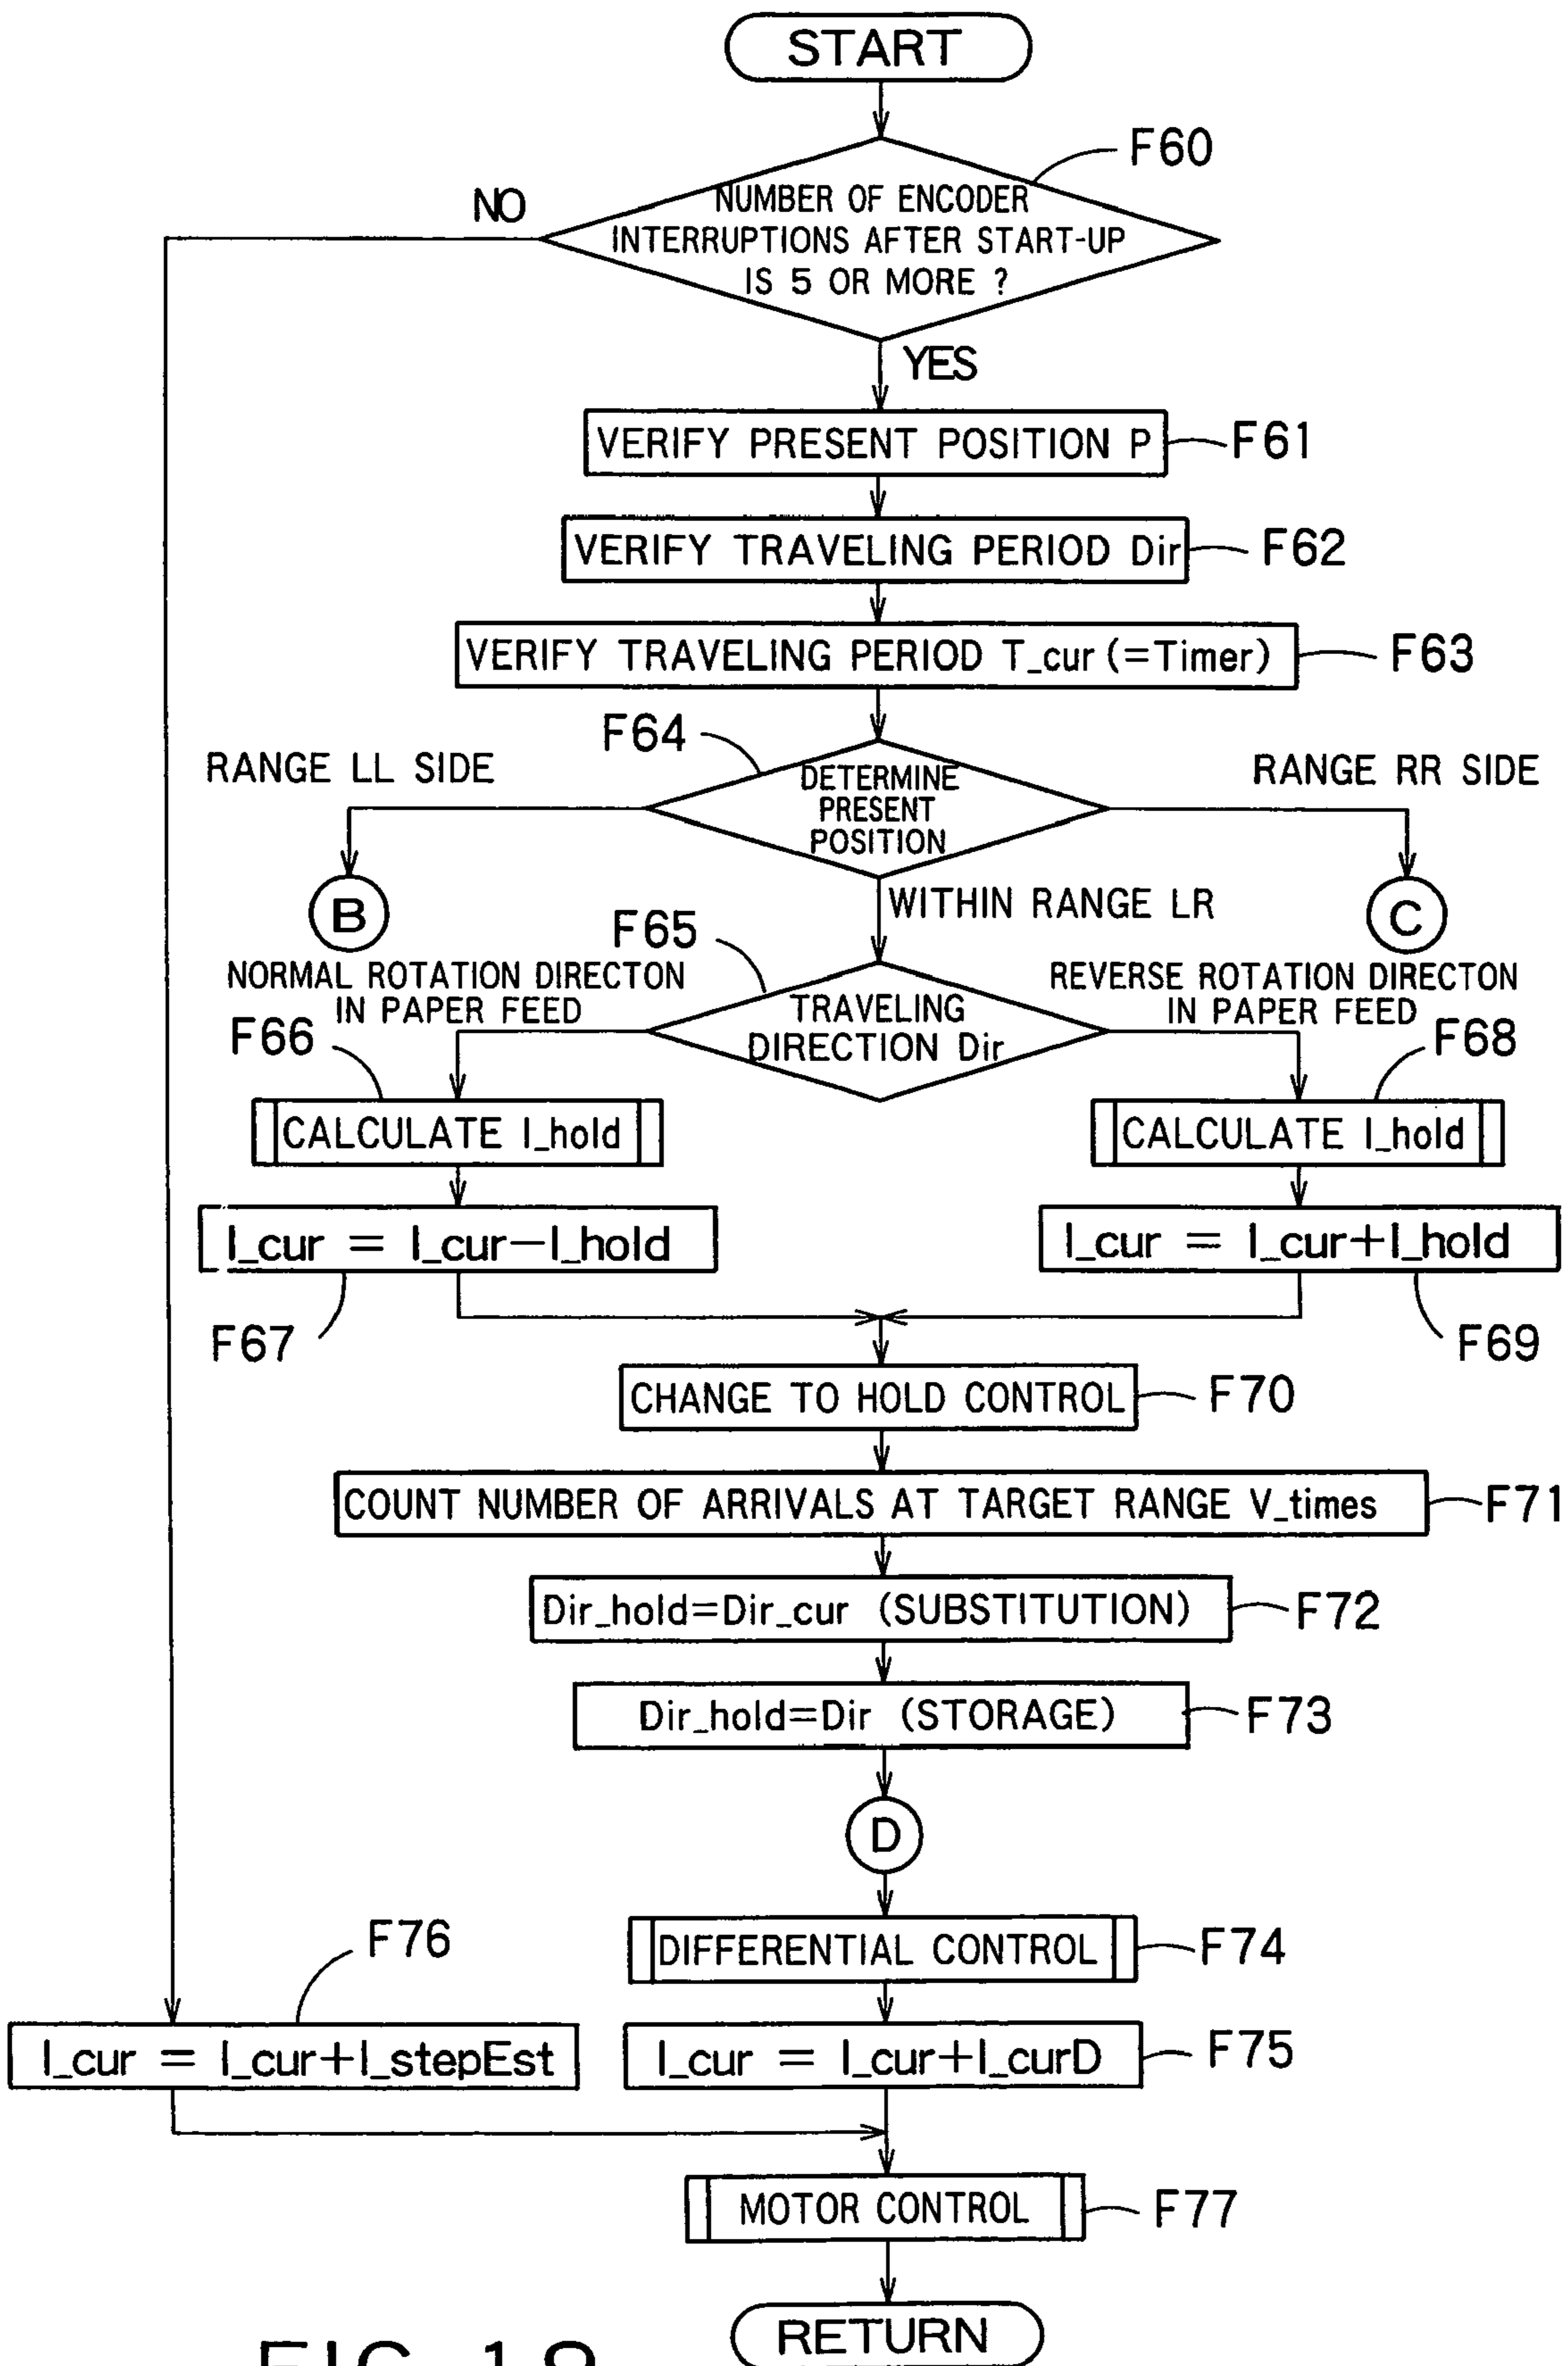 START
F60
NO
NUMBER OF ENCODER
INTERRUPTIONS AFTER START-UP
IS 5 OR MORE ?
YES
VERIFY PRESENT POSITION P
F61
VERIFY TRAVELING PERIOD Dir
F62
VERIFY TRAVELING PERIOD T_cur (=Timer)
F63
F64
RANGE LL SIDE
DETERMINE
PRESENT
POSITION
RANGE RR SIDE
B
WITHIN RANGE LR
C
F65
NORMAL ROTATION DIRECTON
IN PAPER FEED
TRAVELING
DIRECTION Dir
REVERSE ROTATION DIRECTON
IN PAPER FEED
F66
F68
CALCULATE I_hold
CALCULATE I_hold
I_cur = I_cur−I_hold
I_cur = I_cur+I_hold
F67
F69
CHANGE TO HOLD CONTROL
F70
COUNT NUMBER OF ARRIVALS AT TARGET RANGE V_times
F71
Dir_hold=Dir_cur (SUBSTITUTION)
F72
Dir_hold=Dir (STORAGE)
F73
D
DIFFERENTIAL CONTROL
F74
F76
I_cur = I_cur+I_stepEst
I_cur = I_cur+I_curD
F75
MOTOR CONTROL
F77
RETURN